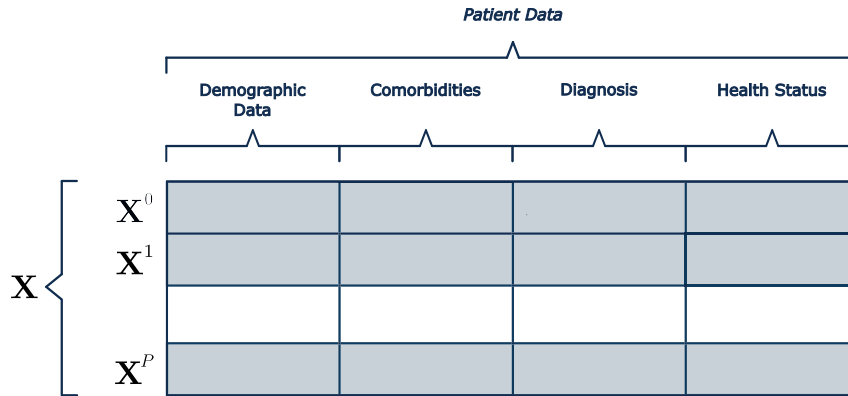 Patient Data
Demographic
Data
Comorbidities
Diagnosis
Health Status
X^0
X^1
X
X^P